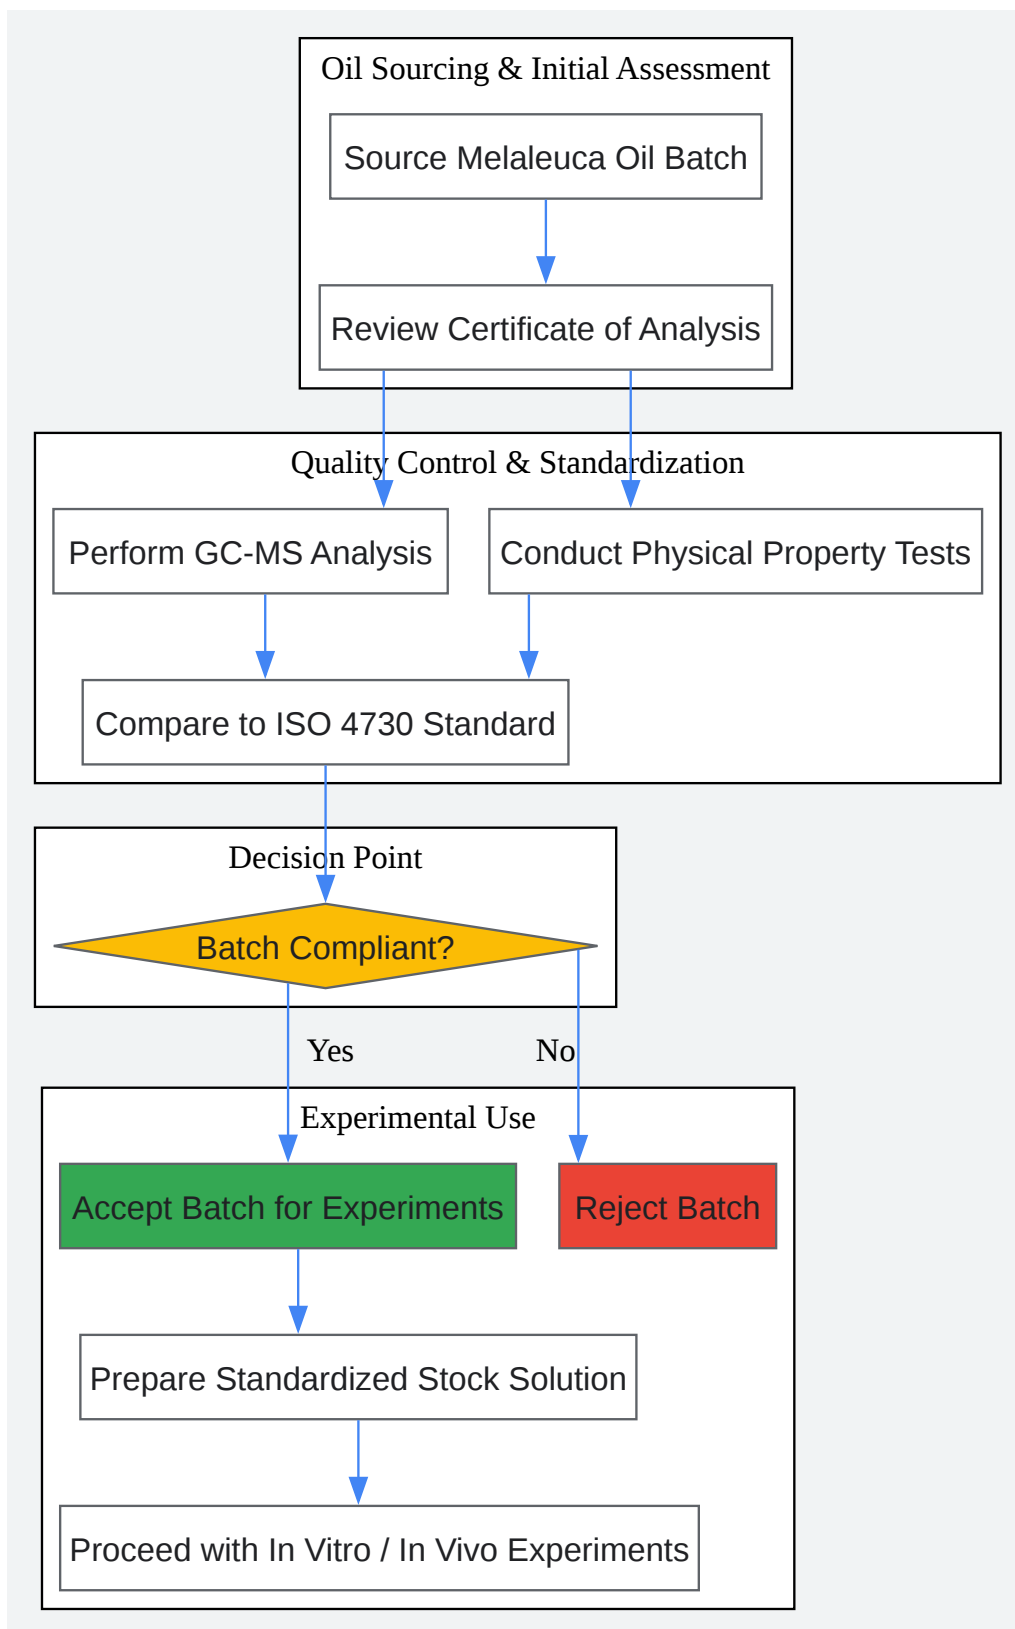 Oil Sourcing & Initial Assessment
Source Melaleuca Oil Batch
Review Certificate of Analysis
Quality Control & Standardization
Perform GC-MS Analysis
Conduct Physical Property Tests
Compare to ISO 4730 Standard
Decision Point
Batch Compliant?
Yes
No
Experimental Use
Accept Batch for Experiments
Reject Batch
Prepare Standardized Stock Solution
Proceed with In Vitro / In Vivo Experiments